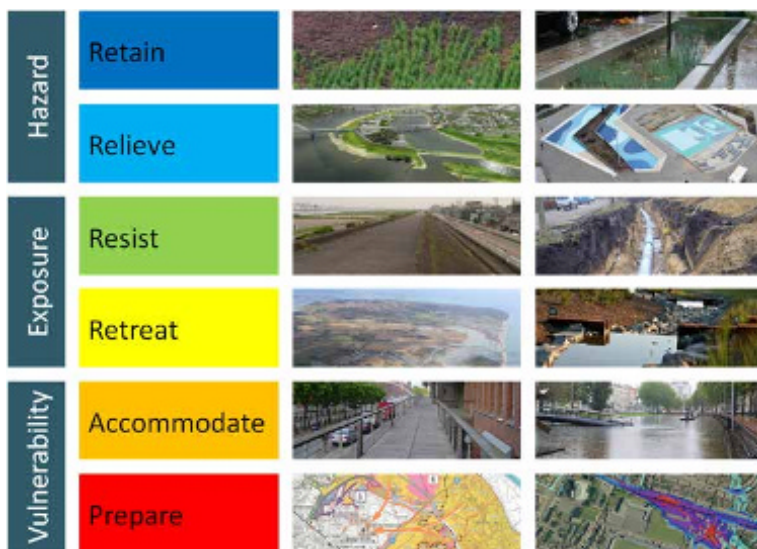 Hazard
Retain
Relieve
Exposure
Resist
Retreat
Vulnerability
Accommodate
Prepare